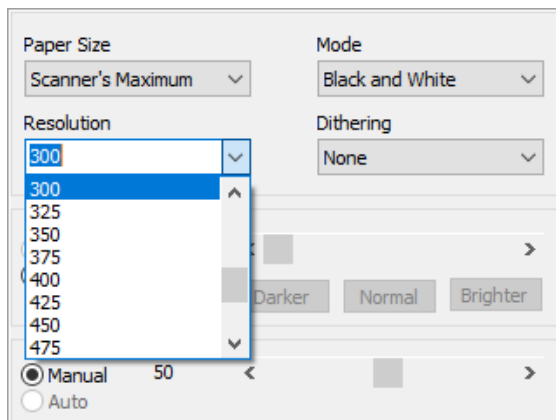 Paper Size
Mode
Scanner's Maximum
Black and White
Resolution
Dithering
300
None
300
325
350
375
400
425
450
475
Darker
Normal
Brighter
Manual
50
Auto